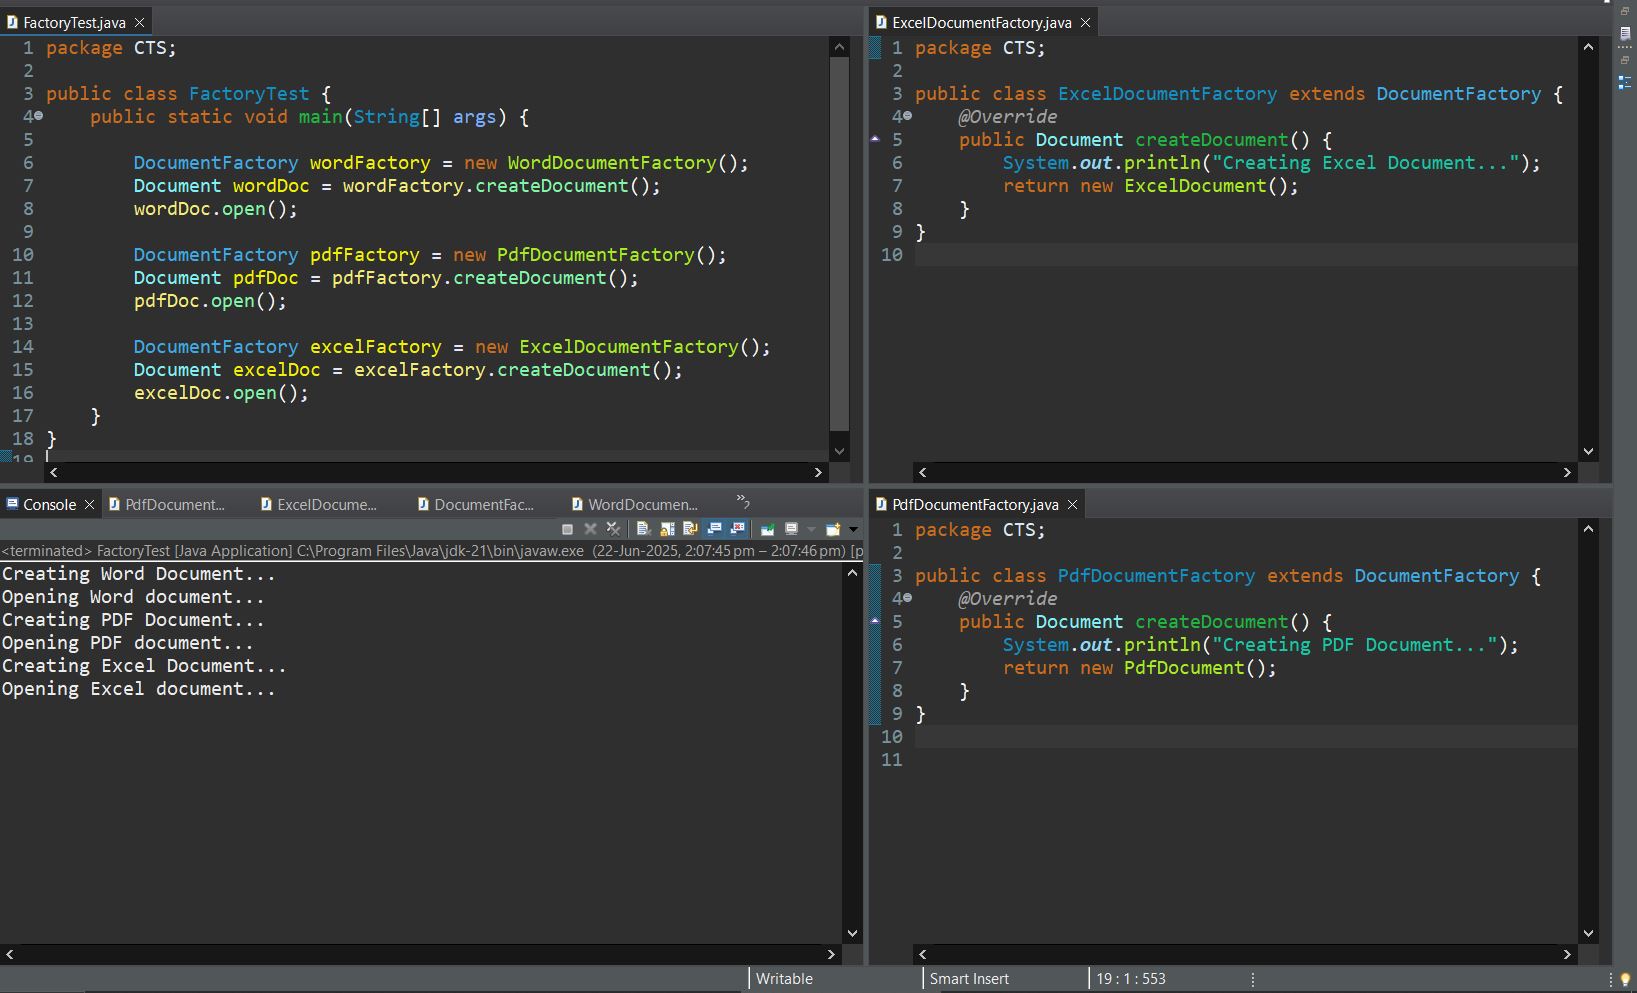 FactoryTest.java
1 package CTS;
2
3 public class FactoryTest {
4 public static void main(String[] args) {
5
6 DocumentFactory wordFactory = new WordDocumentFactory();
7 Document wordDoc = wordFactory.createDocument();
8 wordDoc.open();
9
10 DocumentFactory pdfFactory = new PdfDocumentFactory();
11 Document pdfDoc = pdfFactory.createDocument();
12 pdfDoc.open();
13
14 DocumentFactory excelFactory = new ExcelDocumentFactory();
15 Document excelDoc = excelFactory.createDocument();
16 excelDoc.open();
17 }
18 }
19
ExcelDocumentFactory.java
1 package CTS;
2
3 public class ExcelDocumentFactory extends DocumentFactory {
4 @Override
5 public Document createDocument() {
6 System.out.println("Creating Excel Document...");
7 return new ExcelDocument();
8 }
9 }
10
Console PdfDocument... ExcelDocume... DocumentFac... WordDocumen... »2
<terminated> FactoryTest [Java Application] C:\Program Files\Java\jdk-21\bin\javaw.exe (22-Jun-2025, 2:07:45 pm – 2:07:46 pm) [p
Creating Word Document...
Opening Word document...
Creating PDF Document...
Opening PDF document...
Creating Excel Document...
Opening Excel document...
PdfDocumentFactory.java
1 package CTS;
2
3 public class PdfDocumentFactory extends DocumentFactory {
4 @Override
5 public Document createDocument() {
6 System.out.println("Creating PDF Document...");
7 return new PdfDocument();
8 }
9 }
10
11
Writable Smart Insert 19 : 1 : 553